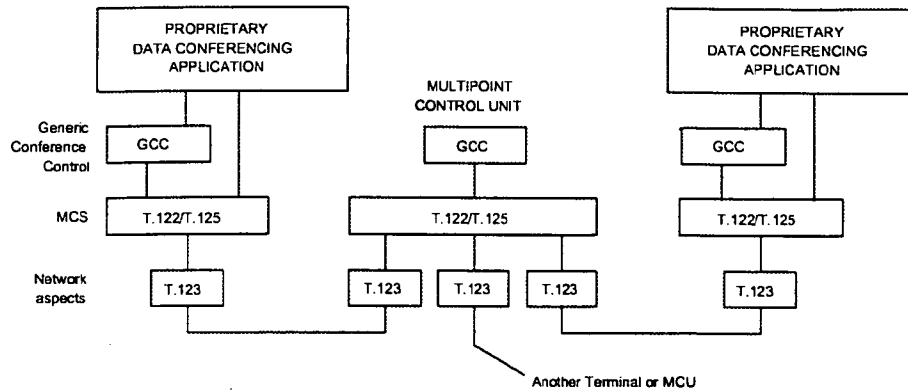 PROPRIETARY
DATA CONFERENCING
APPLICATION
PROPRIETARY
DATA CONFERENCING
APPLICATION
MULTIPOINT
CONTROL UNIT
Generic
Conference
Control
GCC
GCC
GCC
MCS
T.122/T.125
T.122/T.125
T.122/T.125
Network
aspects
T.123
T.123
T.123
T.123
T.123
Another Terminal or MCU